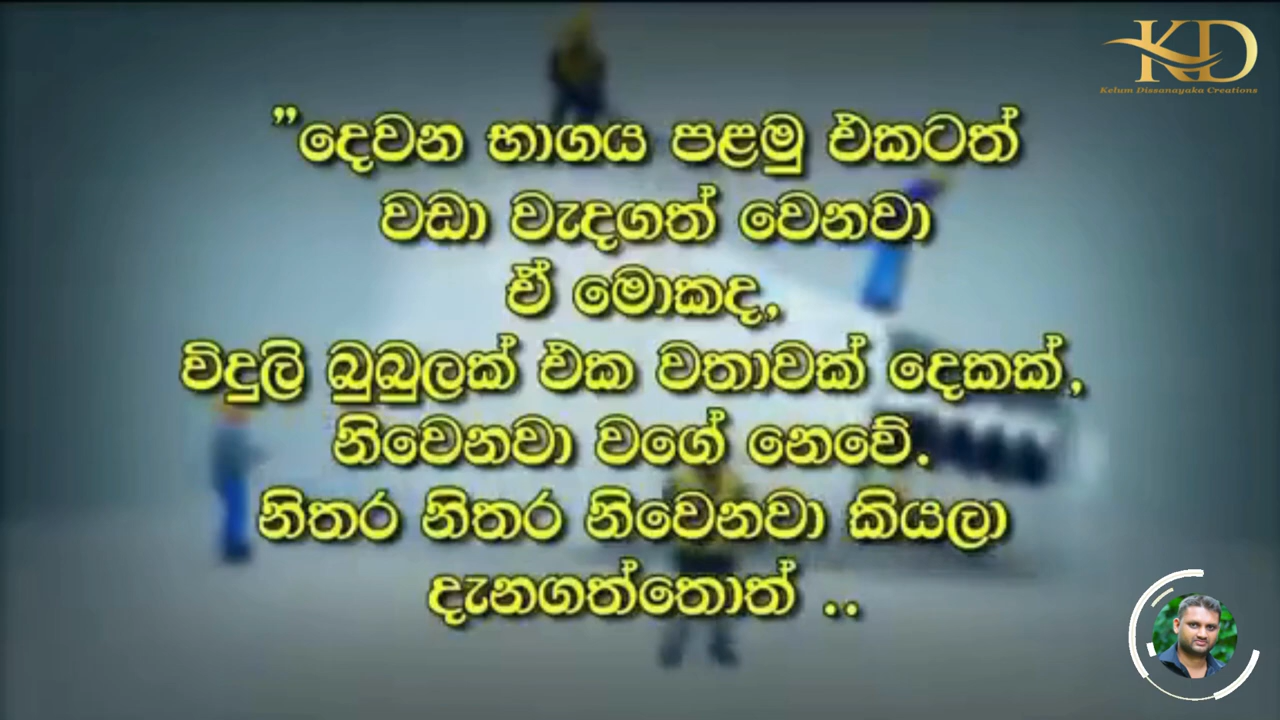 KD
Kelum Dissanayaka Creations
"දෙවන භාගය පළමු එකටත්
වඩා වැදගත් වෙනවා
ඒ මොකද,
විදුලි බුබුලක් එක වතාවක් දෙකක්,
නිවෙනවා වගේ නෙවේ.
නිතර නිතර නිවෙනවා කියලා
දැනගත්තොත් ..